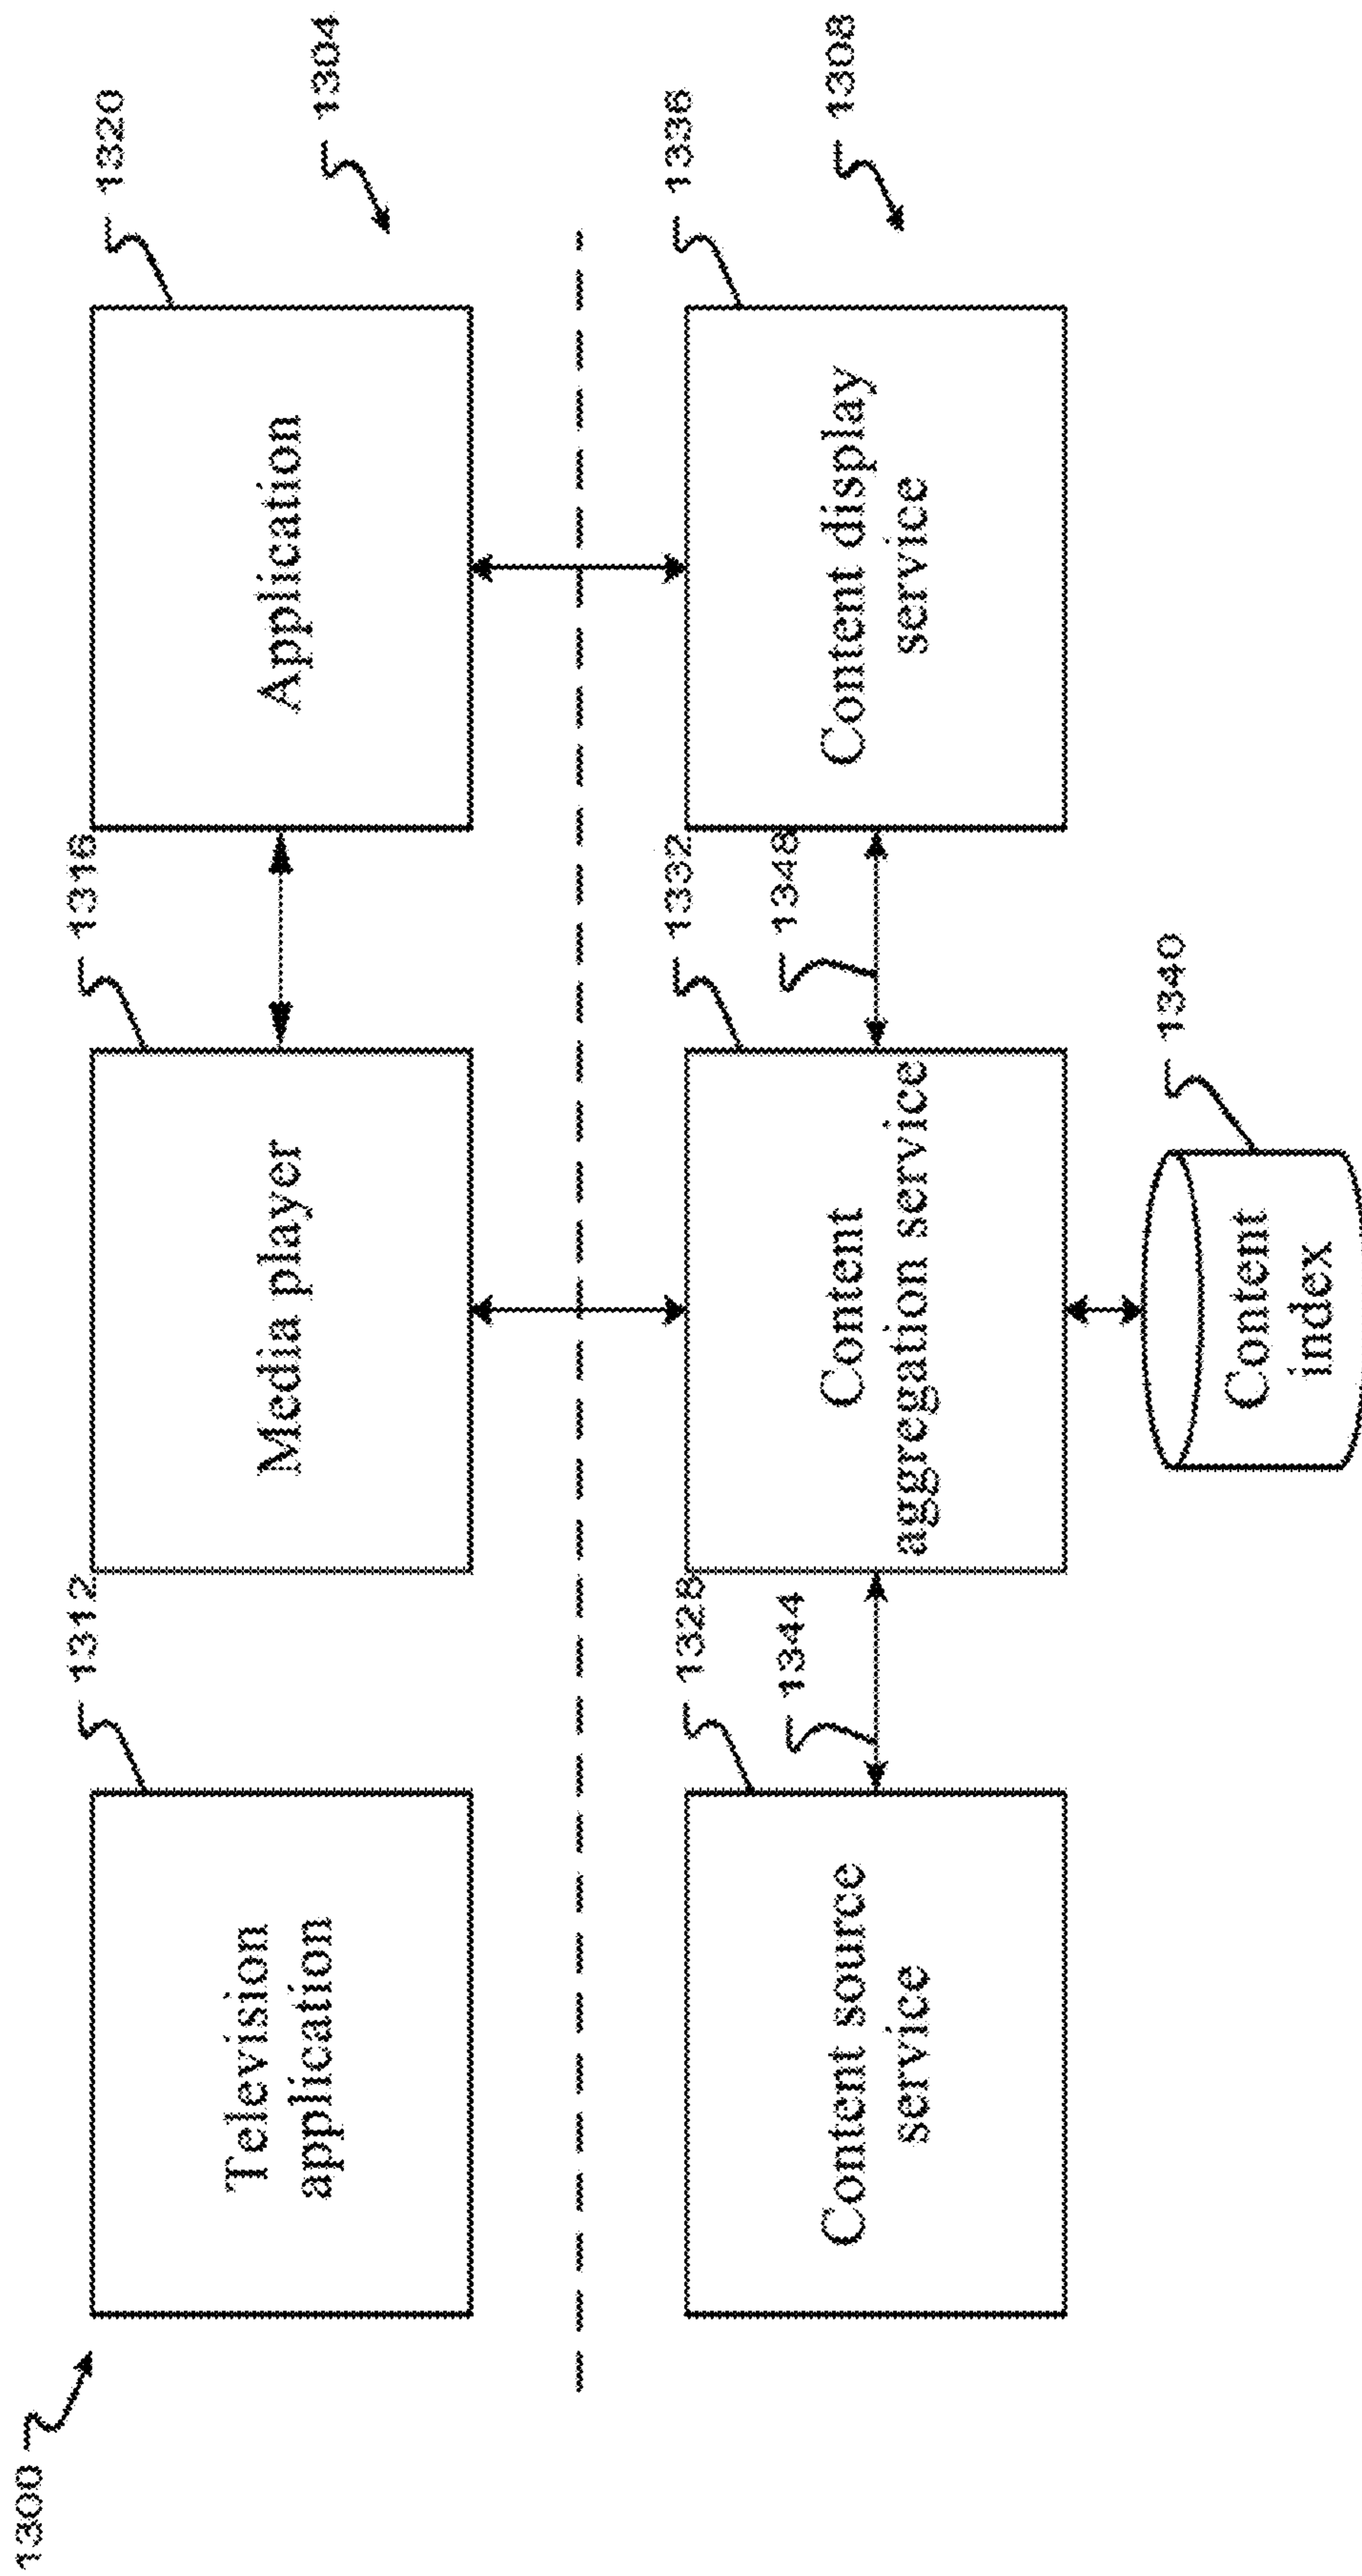 1300
1312
1316
1320
1304
Television
application
Media player
Application
1328
1332
1336
1308
1344
1348
Content source
service
Content
aggregation service
Content display
service
1340
Content
index